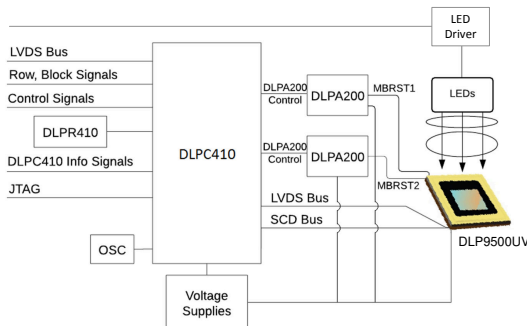 LED
Driver
LVDS Bus
Row, Block Signals
Control Signals
DLPR410
DLPC410 Info Signals
JTAG
OSC
DLPC410
Voltage
Supplies
DLPA200
Control
DLPA200
MBRST1
DLPA200
Control
DLPA200
MBRST2
LVDS Bus
SCD Bus
LEDs
DLP9500UV